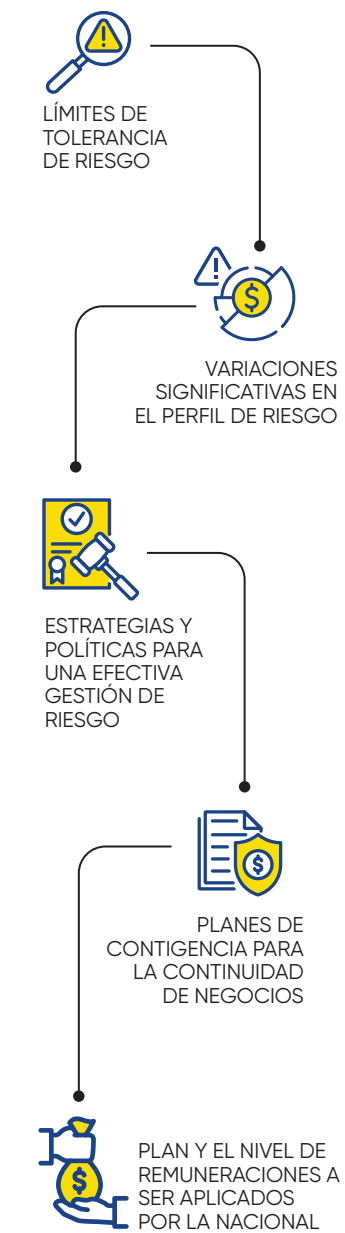 LÍMITES DE
TOLERANCIA
DE RIESGO
VARIACIONES
SIGNIFICATIVAS EN
EL PERFIL DE RIESGO
ESTRATEGIAS Y
POLÍTICAS PARA
UNA EFECTIVA
GESTIÓN DE
RIESGO
PLANES DE
CONTIGENCIA PARA
LA CONTINUIDAD
DE NEGOCIOS
PLAN Y EL NIVEL DE
REMUNERACIONES A
SER APLICADOS
POR LA NACIONAL